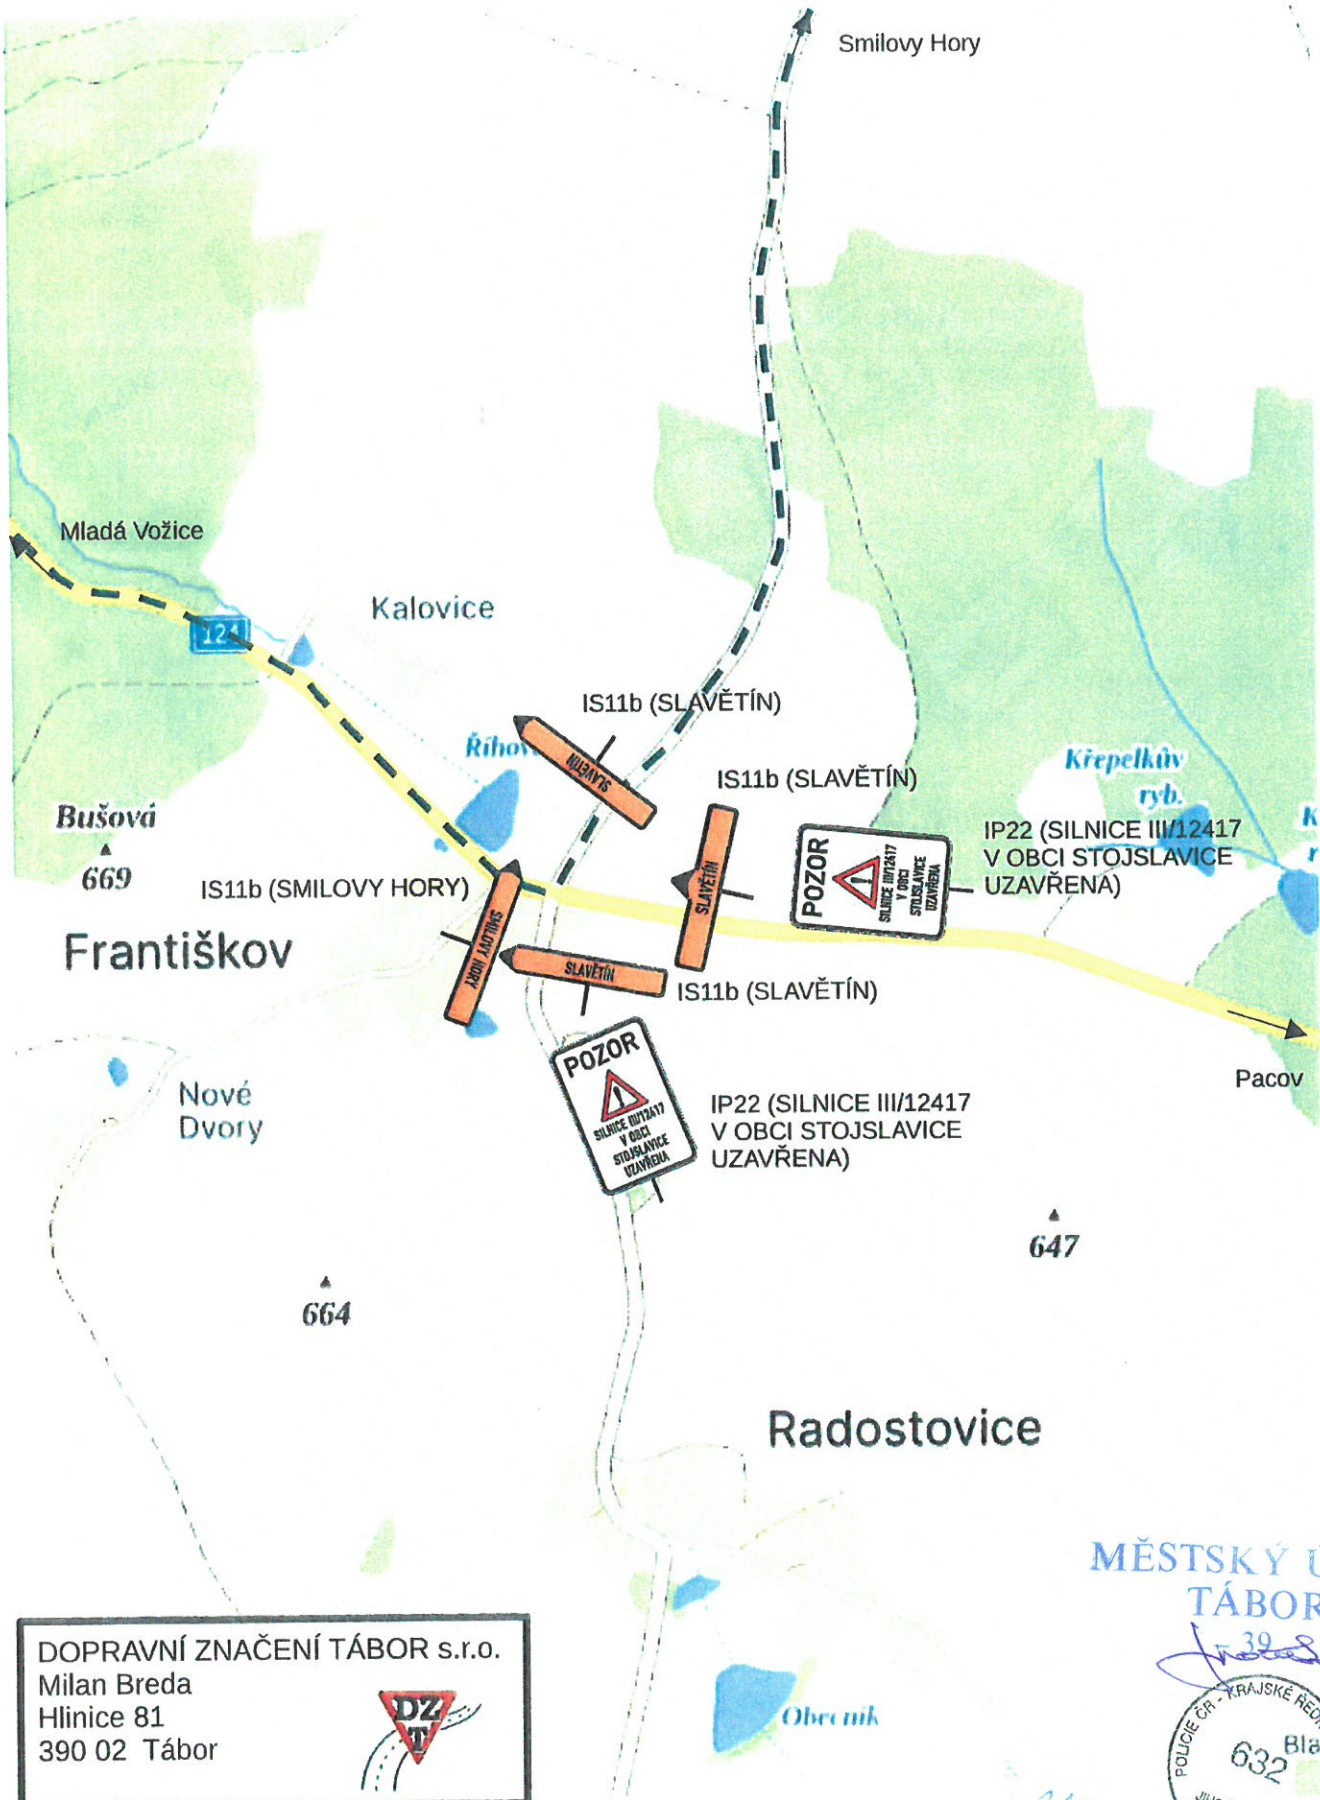 Smilovy Hory
Mladá Vožice
Kalovice
124
IS11b (SLAVĚTÍN)
SLAVĚTÍN
IS11b (SLAVĚTÍN)
SLAVĚTÍN
Křepelkův
ryb.
Bušová
669
IP22 (SILNICE III/12417
V OBCI STOJSLAVICE
UZAVŘENA)
POZOR
SILNICE III/12417
V OBCI
STOJSLAVICE
UZAVŘENA
IS11b (SMILOVY HORY)
SMILOVY HORY
Františkov
SLAVĚTÍN
IS11b (SLAVĚTÍN)
Pacov
Nové
Dvory
POZOR
SILNICE III/12417
V OBCI
STOJSLAVICE
UZAVŘENA
IP22 (SILNICE III/12417
V OBCI STOJSLAVICE
UZAVŘENA)
647
664
Radostovice
MĚSTSKÝ
TÁBOR
- 39
DOPRAVNÍ ZNAČENÍ TÁBOR s.r.o.
Milan Breda
Hlinice 81
390 02 Tábor
DZ
T
Obecník
POLICIE ČR - KRAJSKÉ
632